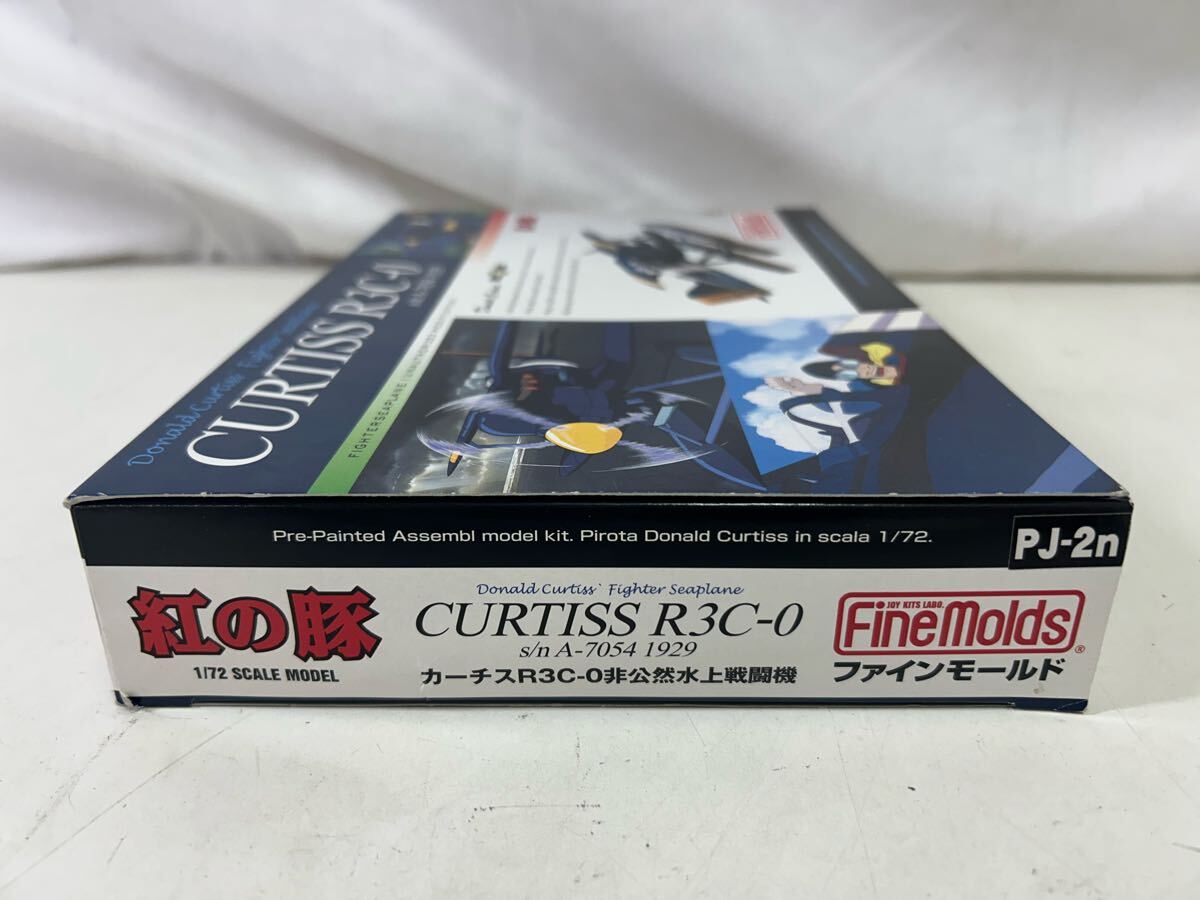 Donald Curtiss' Fighter
CURTISS R3C-0
FIGHTERSEAPLANE
Pre-Painted Assembl model kit. Pirota Donald Curtiss in scala 1/72.
PJ-2n
紅の豚
1/72 SCALE MODEL
Donald Curtiss` Fighter Seaplane
CURTISS R3C-0
s/n A-7054 1929
カーチスR3C-0非公然水上戦闘機
JOY KITS LABO.
FineMolds
®
ファインモールド